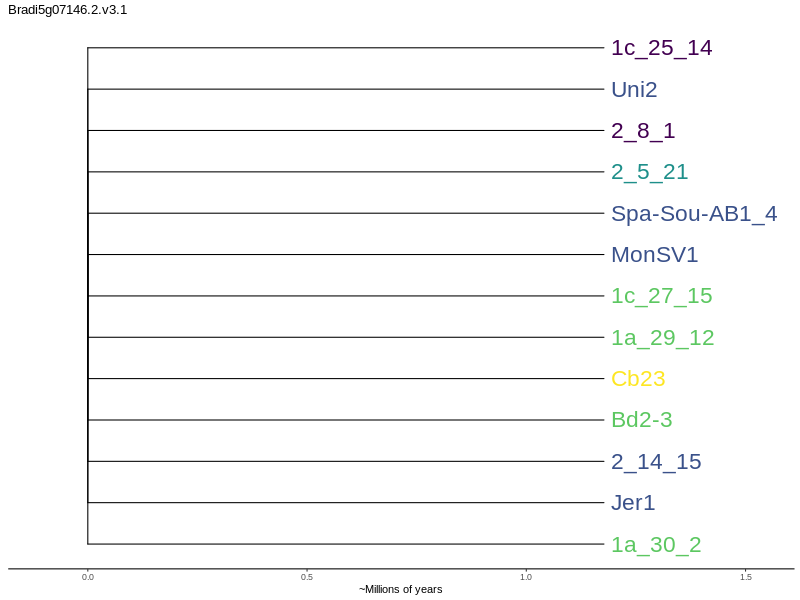 Bradi5g07146.2.v3.1
1c_25_14
Uni2
2_8_1
2_5_21
Spa-Sou-AB1_4
MonSV1
1c_27_15
1a_29_12
Cb23
Bd2-3
2_14_15
Jer1
1a_30_2
0.0 0.5 1.0 1.5
~Millions of years